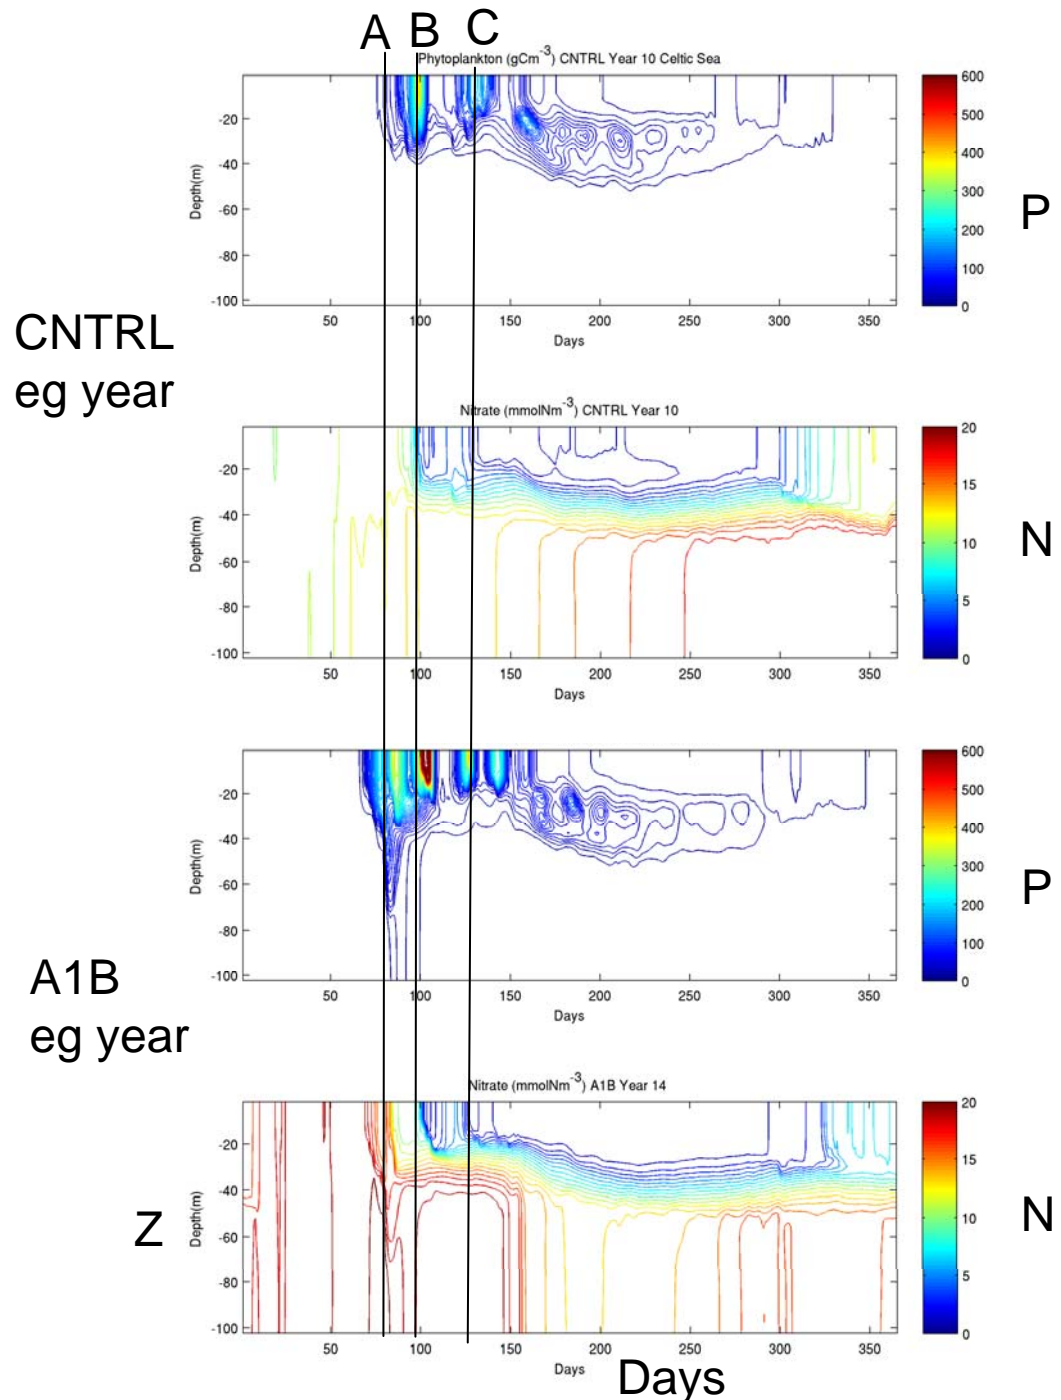 A B C
Phytoplankton (gCm-3) CNTRL Year 10 Celtic Sea
600
500
400
300
200
100
0
-20
-40
-60
-80
-100
Depth(m)
50 100 150 200 250 300 350
Days
P
CNTRL
eg year
Nitrate (mmolNm-3) CNTRL Year 10
20
15
10
5
0
-20
-40
-60
-80
-100
Depth(m)
50 100 150 200 250 300 350
Days
N
600
500
400
300
200
100
0
-20
-40
-60
-80
-100
Depth(m)
50 100 150 200 250 300 350
Days
P
A1B
eg year
Nitrate (mmolNm-3) A1B Year 14
20
15
10
5
0
-20
-40
-60
-80
-100
Z
Depth(m)
50 100 150 200 250 300 350
Days
Days
N